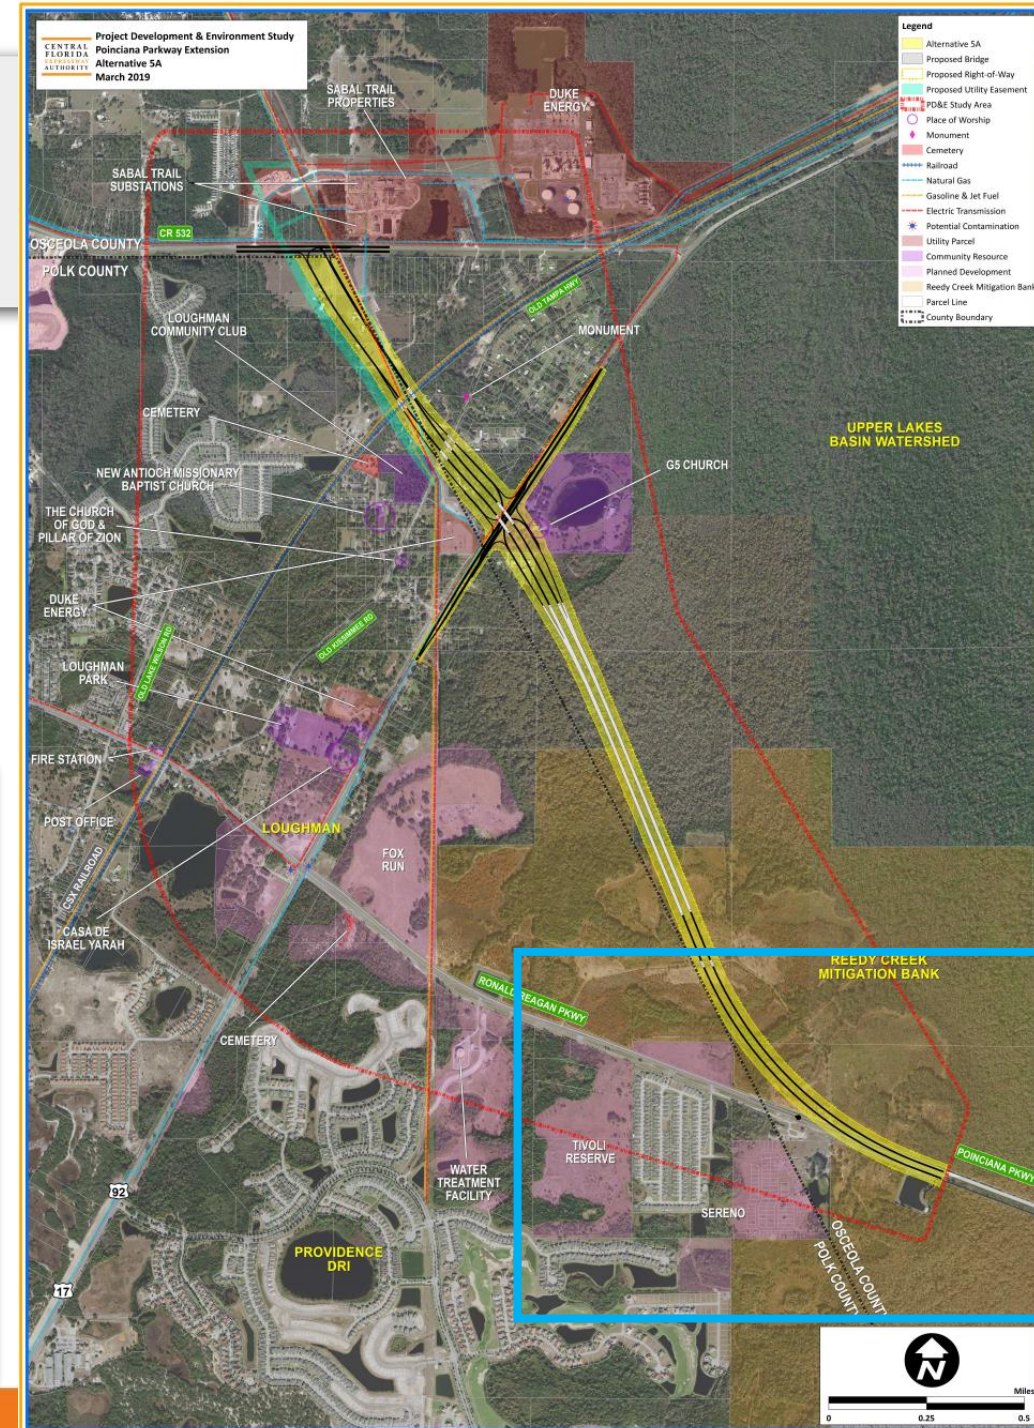 CENTRAL
FLORIDA
EXPRESSWAY
AUTHORITY
Project Development & Environment Study
Poinciana Parkway Extension
Alternative 5A
March 2019
Legend
Alternative 5A
Proposed Bridge
Proposed Right-of-Way
Proposed Utility Easement
PD&E Study Area
Place of Worship
Monument
Cemetery
Railroad
Natural Gas
Gasoline & Jet Fuel
Electric Transmission
Potential Contamination
Utility Parcel
Community Resource
Planned Development
Reedy Creek Mitigation Bank
Parcel Line
County Boundary
SABAL TRAIL
PROPERTIES
DUKE
ENERGY
SABAL TRAIL
SUBSTATIONS
CR 532
OSCEOLA COUNTY
POLK COUNTY
OLD TAMPA HWY
LOUGHMAN
COMMUNITY CLUB
MONUMENT
CEMETERY
UPPER LAKES
BASIN WATERSHED
NEW ANTIOCH MISSIONARY
BAPTIST CHURCH
G5 CHURCH
THE CHURCH
OF GOD &
PILLAR OF ZION
DUKE
ENERGY
OLD KISSIMMEE RD
OLD LAKE WILSON RD
LOUGHMAN
PARK
FIRE STATION
POST OFFICE
LOUGHMAN
FOX
RUN
CSX RAILROAD
CASA DE
ISRAEL YARAH
REEDY CREEK
MITIGATION BANK
RONALD REAGAN PKWY
CEMETERY
TIVOLI
RESERVE
POINCIANA PKWY
WATER
TREATMENT
FACILITY
92
SERENO
OSCEOLA COUNTY
POLK COUNTY
PROVIDENCE
DRI
17
N
Miles
0 0.25 0.5